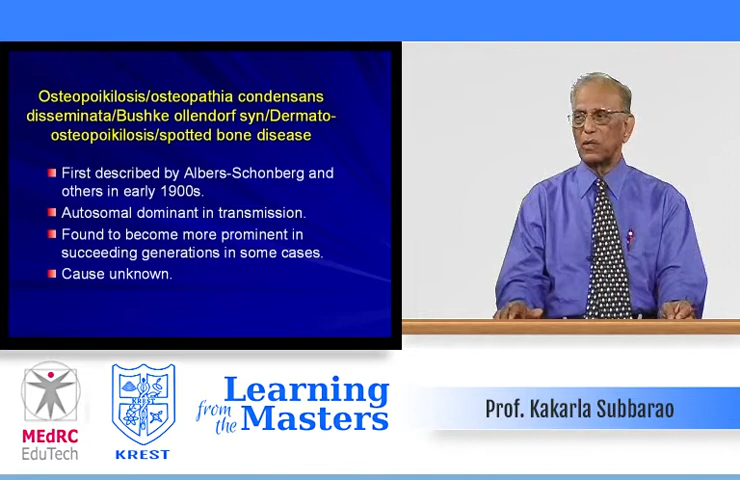 Osteopoikilosis/osteopathia condensans
disseminata/Bushke ollendorf syn/Dermato-
osteopoikilosis/spotted bone disease
First described by Albers-Schonberg and
others in early 1900s.
Autosomal dominant in transmission.
Found to become more prominent in
succeeding generations in some cases.
Cause unknown.
MEdRC
EduTech
KREST
KREST
Learning
from the
Masters
Prof. Kakarla Subbarao